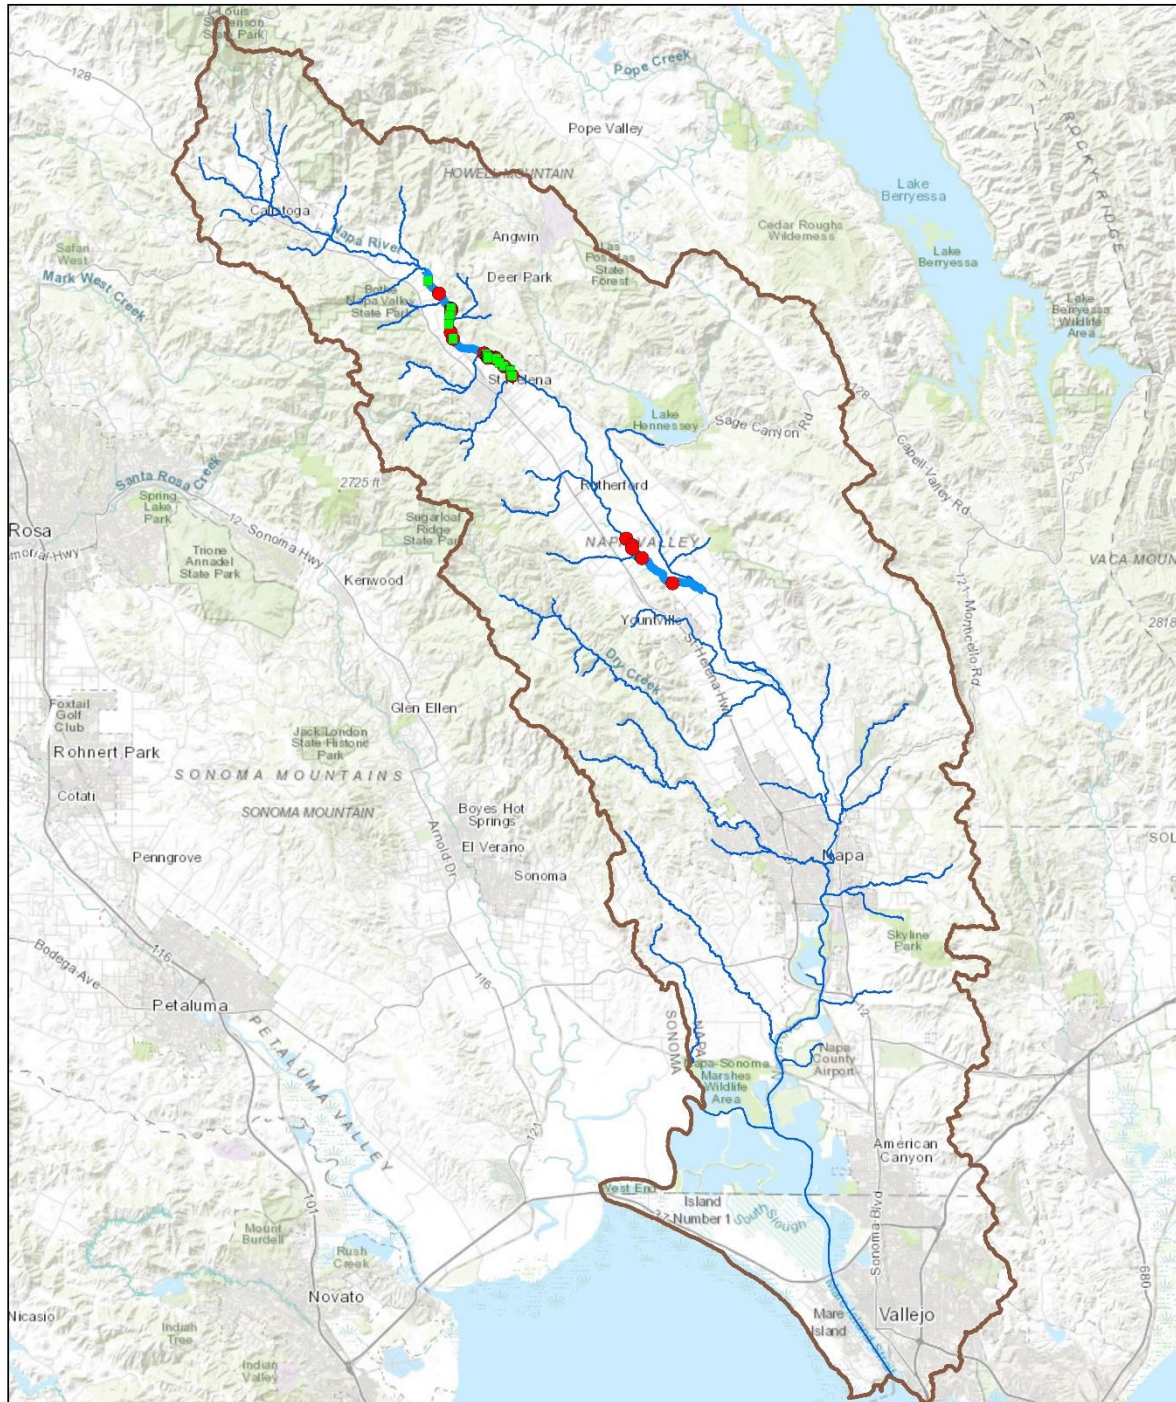 Louis
Stevenson
State Park
128
Pope Creek
Pope Valley
ROCKY RIDGE
HOWELL MOUNTAIN
Lake
Berryessa
Calistoga
Napa River
Angwin
Cedar Roughs
Wilderness
Safari
West
Mark West Creek
Deer Park
Las
Posadas
State
Forest
Lake
Berryessa
Bothe
Napa Valley
State Park
Lake
Berryessa
Wildlife
Area
St Helena
128
Lake
Hennessey
Sage Canyon Rd
Capell Valley Rd
Santa Rosa Creek
2725 ft
Rutherford
Spring
Lake
Park
12
Sonoma Hwy
Sugarloaf
Ridge
State Park
Rosa
Trione
Annadel
State Park
NAPA VALLEY
VACA MOUN
Kenwood
121
Monticello Rd
Yountville
2818
St Helena Hwy
Dry Creek
Foxtail
Golf
Club
Glen Ellen
Jack London
State Historic
Park
Rohnert Park
SONOMA MOUNTAINS
Cotati
SONOMA MOUNTAIN
Boyes Hot
Springs
El Verano
Arnold Dr
SOL
Penngrove
Napa
Sonoma
Skyline
Park
116
Bodega Ave
116
Petaluma
12
PETALUMA VALLEY
SONOMA
NAPA
Napa
County
Airport
Napa-Sonoma
Marshes
Wildlife
Area
121
American
Canyon
West End
Island
Number 1
37
South Slough
101
Mount
Burdell
Sonoma Blvd
Rush
Creek
680
Novato
Nicasio
Mare
Island
Vallejo
Indian
Tree
Indian
Valley